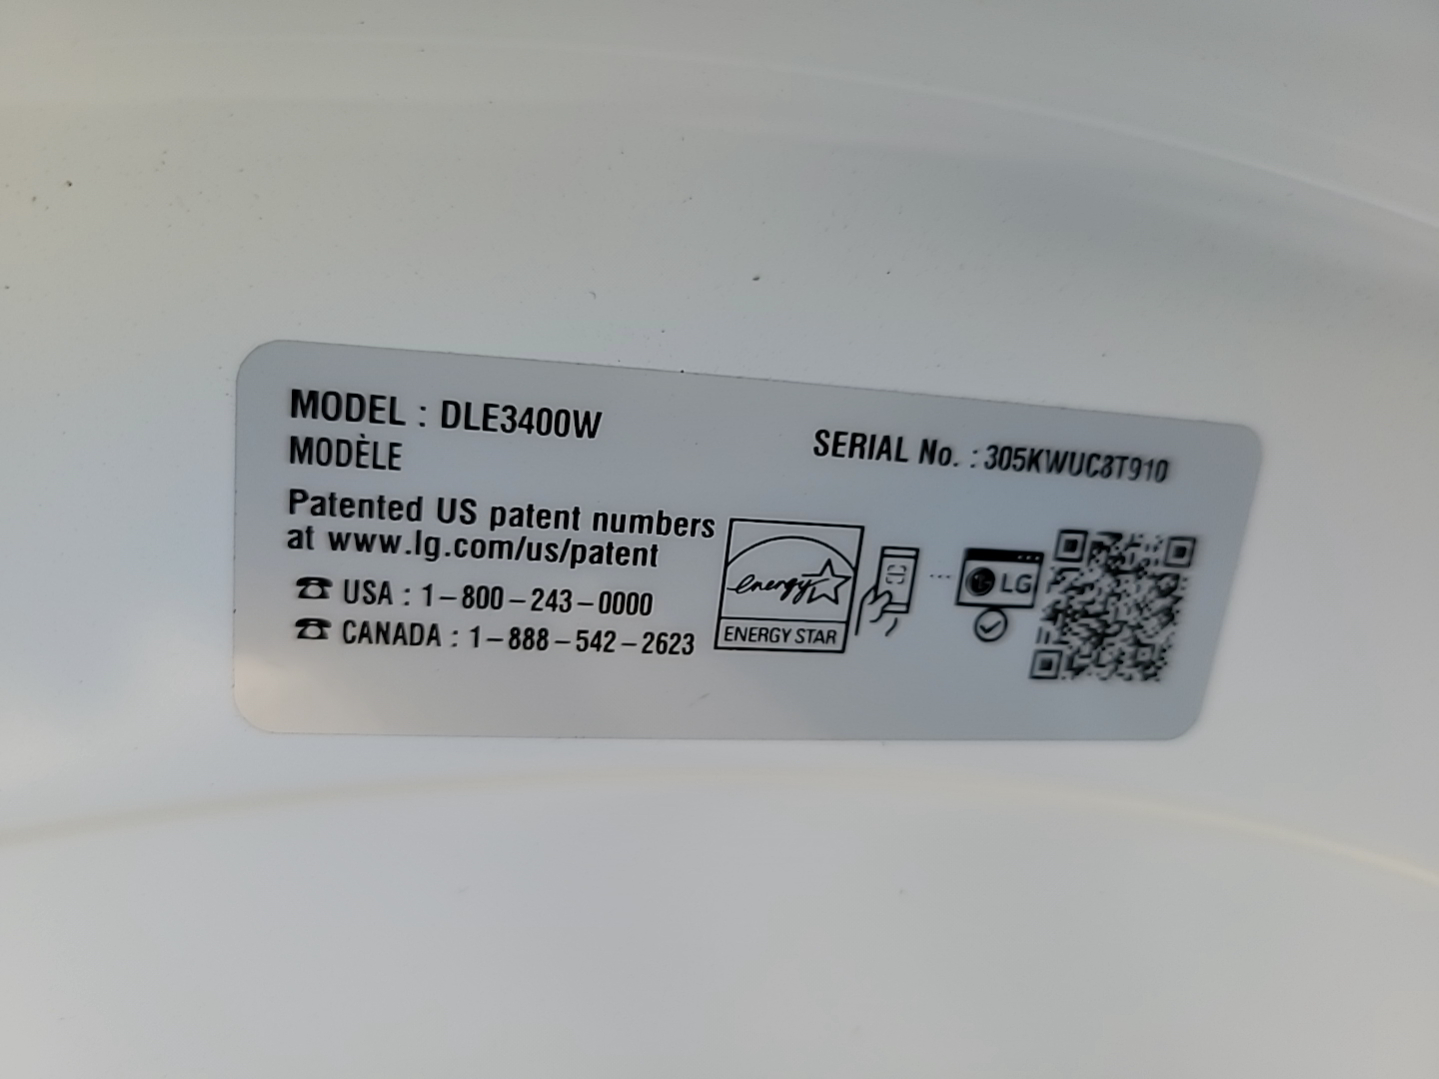 MODEL : DLE3400W
MODÈLE
SERIAL No. : 305KWUC8T910
Patented US patent numbers
at www.lg.com/us/patent
☎ USA : 1-800-243-0000
☎ CANADA : 1-888-542-2623
energy
ENERGY STAR
LG